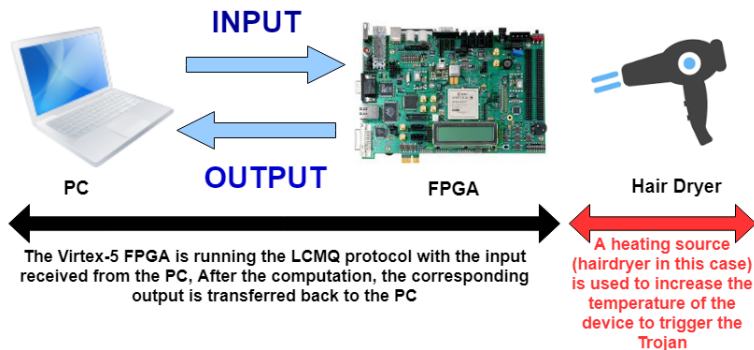 INPUT
OUTPUT
PC
FPGA
Hair Dryer
The Virtex-5 FPGA is running the LCMQ protocol with the input
received from the PC, After the computation, the corresponding
output is transferred back to the PC
A heating source
(hairdryer in this case)
is used to increase the
temperature of the
device to trigger the
Trojan